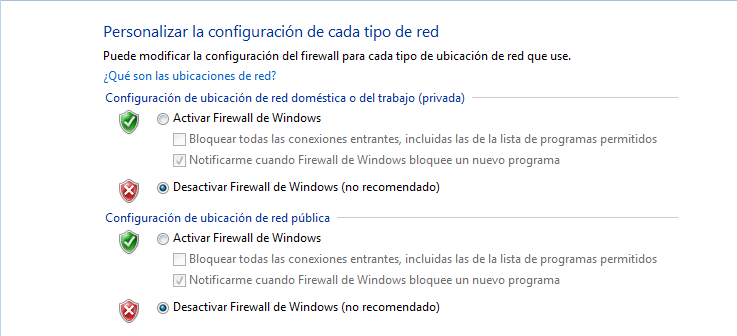 Personalizar la configuración de cada tipo de red
Puede modificar la configuración del firewall para cada tipo de ubicación de red que use.
¿Qué son las ubicaciones de red?
Configuración de ubicación de red doméstica o del trabajo (privada)
Activar Firewall de Windows
Bloquear todas las conexiones entrantes, incluidas las de la lista de programas permitidos
Notificarme cuando Firewall de Windows bloquee un nuevo programa
Desactivar Firewall de Windows (no recomendado)
Configuración de ubicación de red pública
Activar Firewall de Windows
Bloquear todas las conexiones entrantes, incluidas las de la lista de programas permitidos
Notificarme cuando Firewall de Windows bloquee un nuevo programa
Desactivar Firewall de Windows (no recomendado)